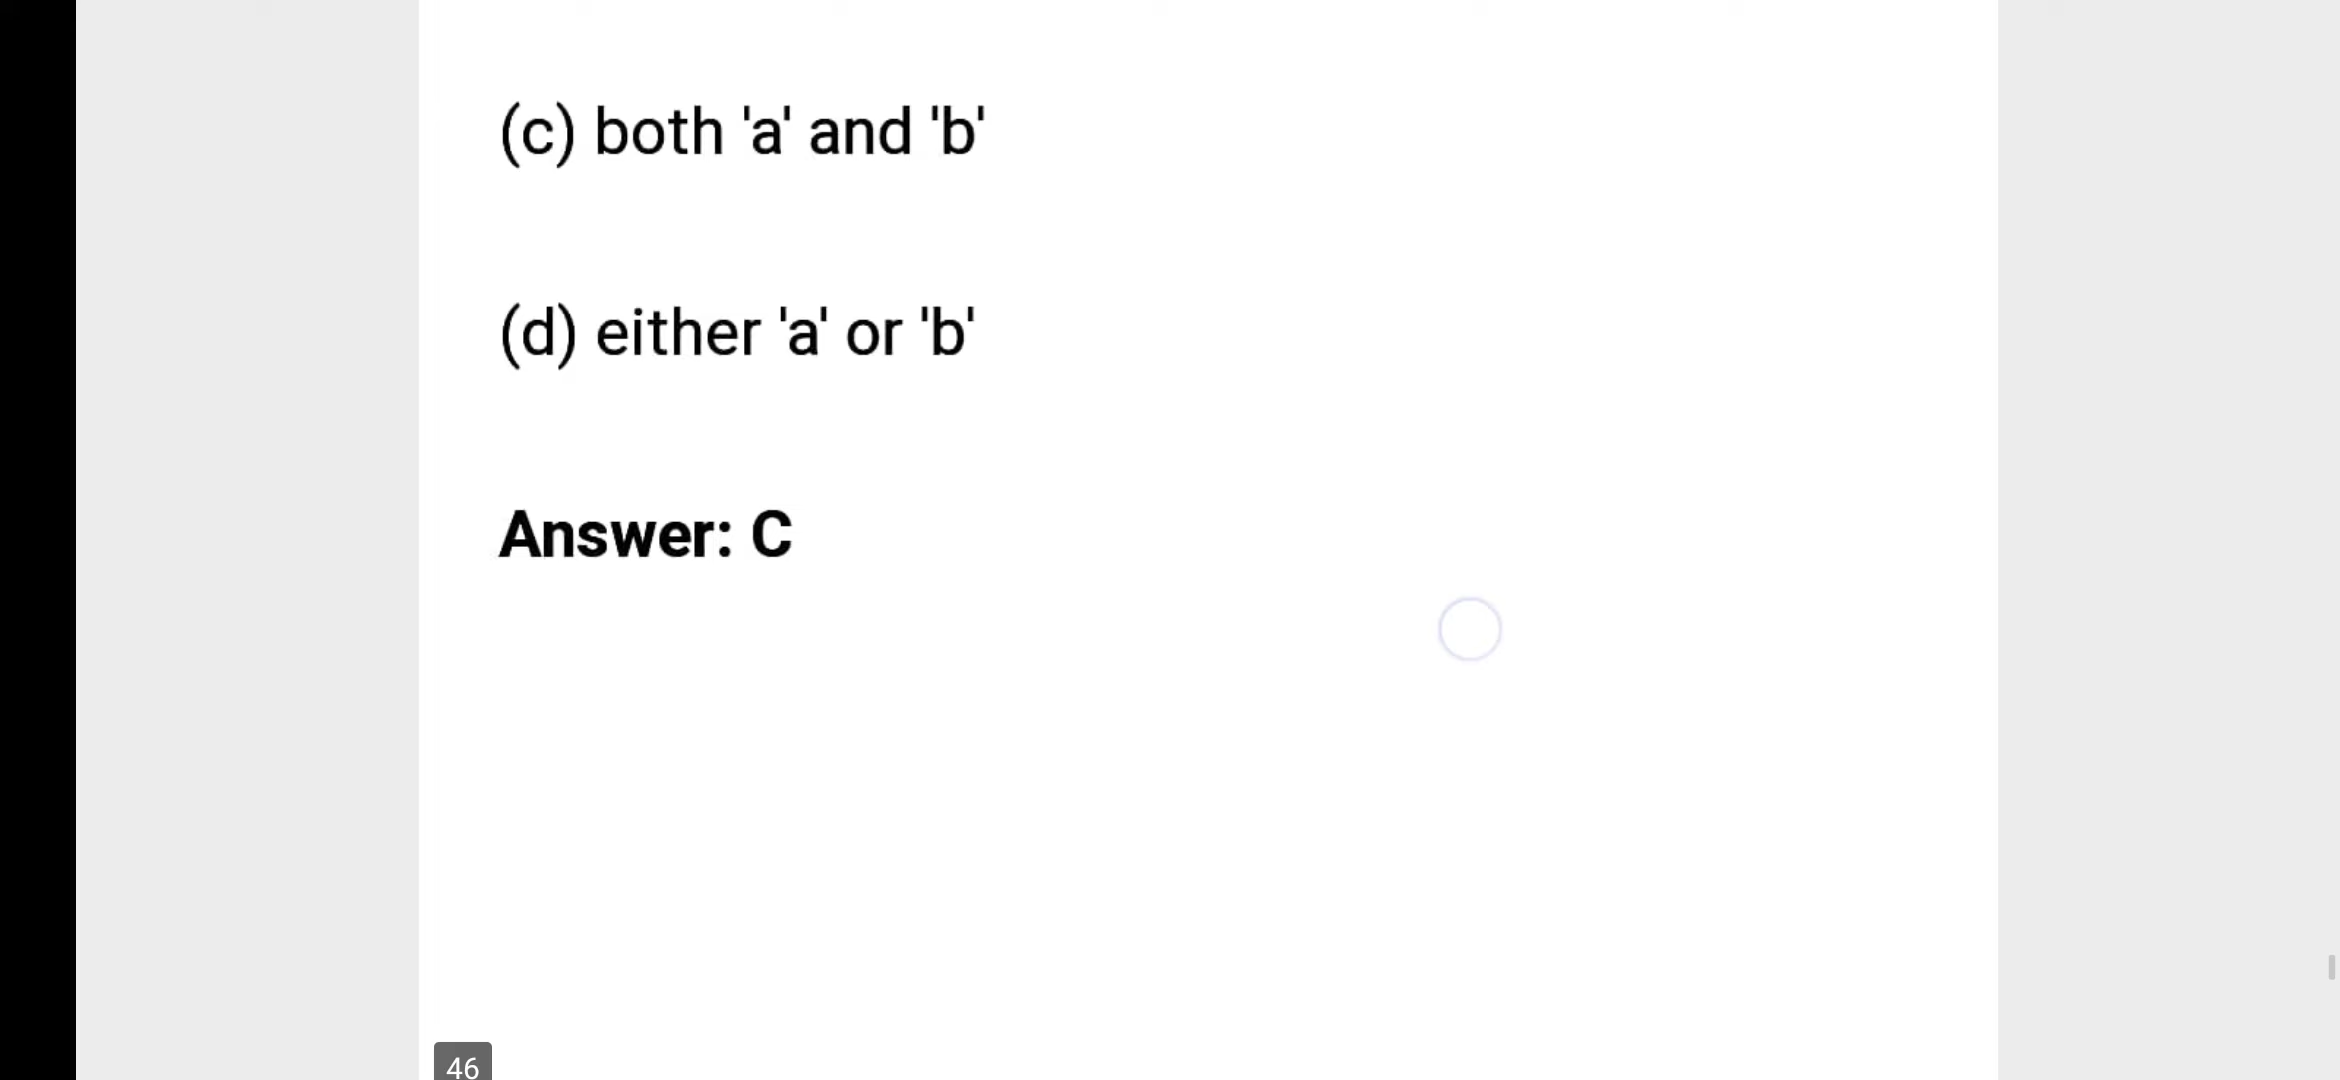 (c) both 'a' and 'b'
(d) either 'a' or 'b'
Answer: C
46